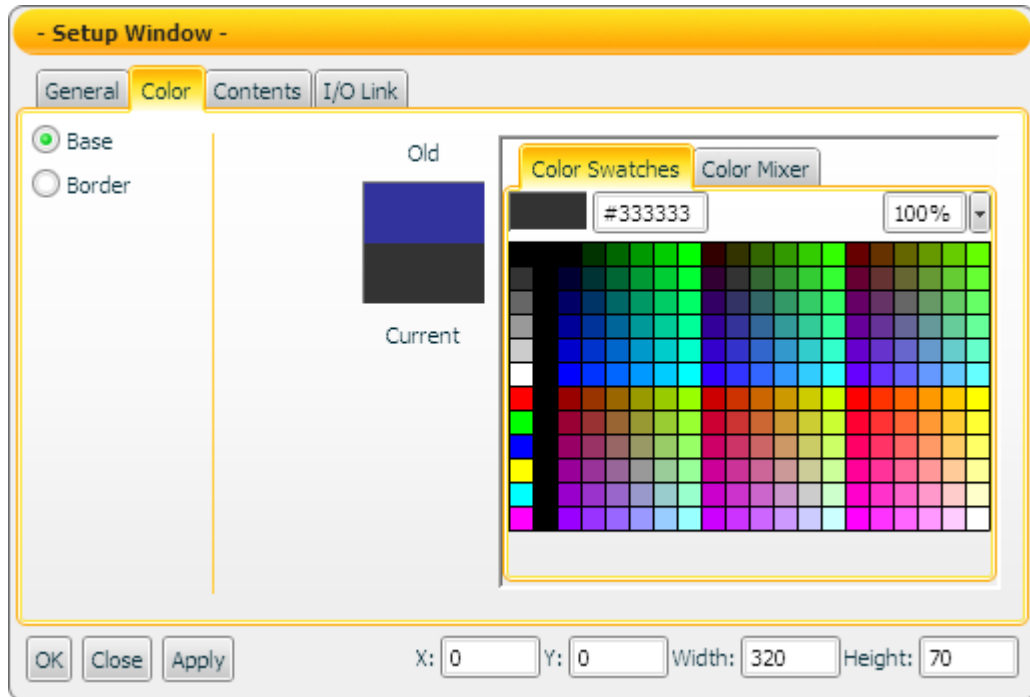 - Setup Window -
General Color Contents I/O Link
Base
Border
Old
Current
Color Swatches Color Mixer
#333333 100%
OK Close Apply X: 0 Y: 0 Width: 320 Height: 70